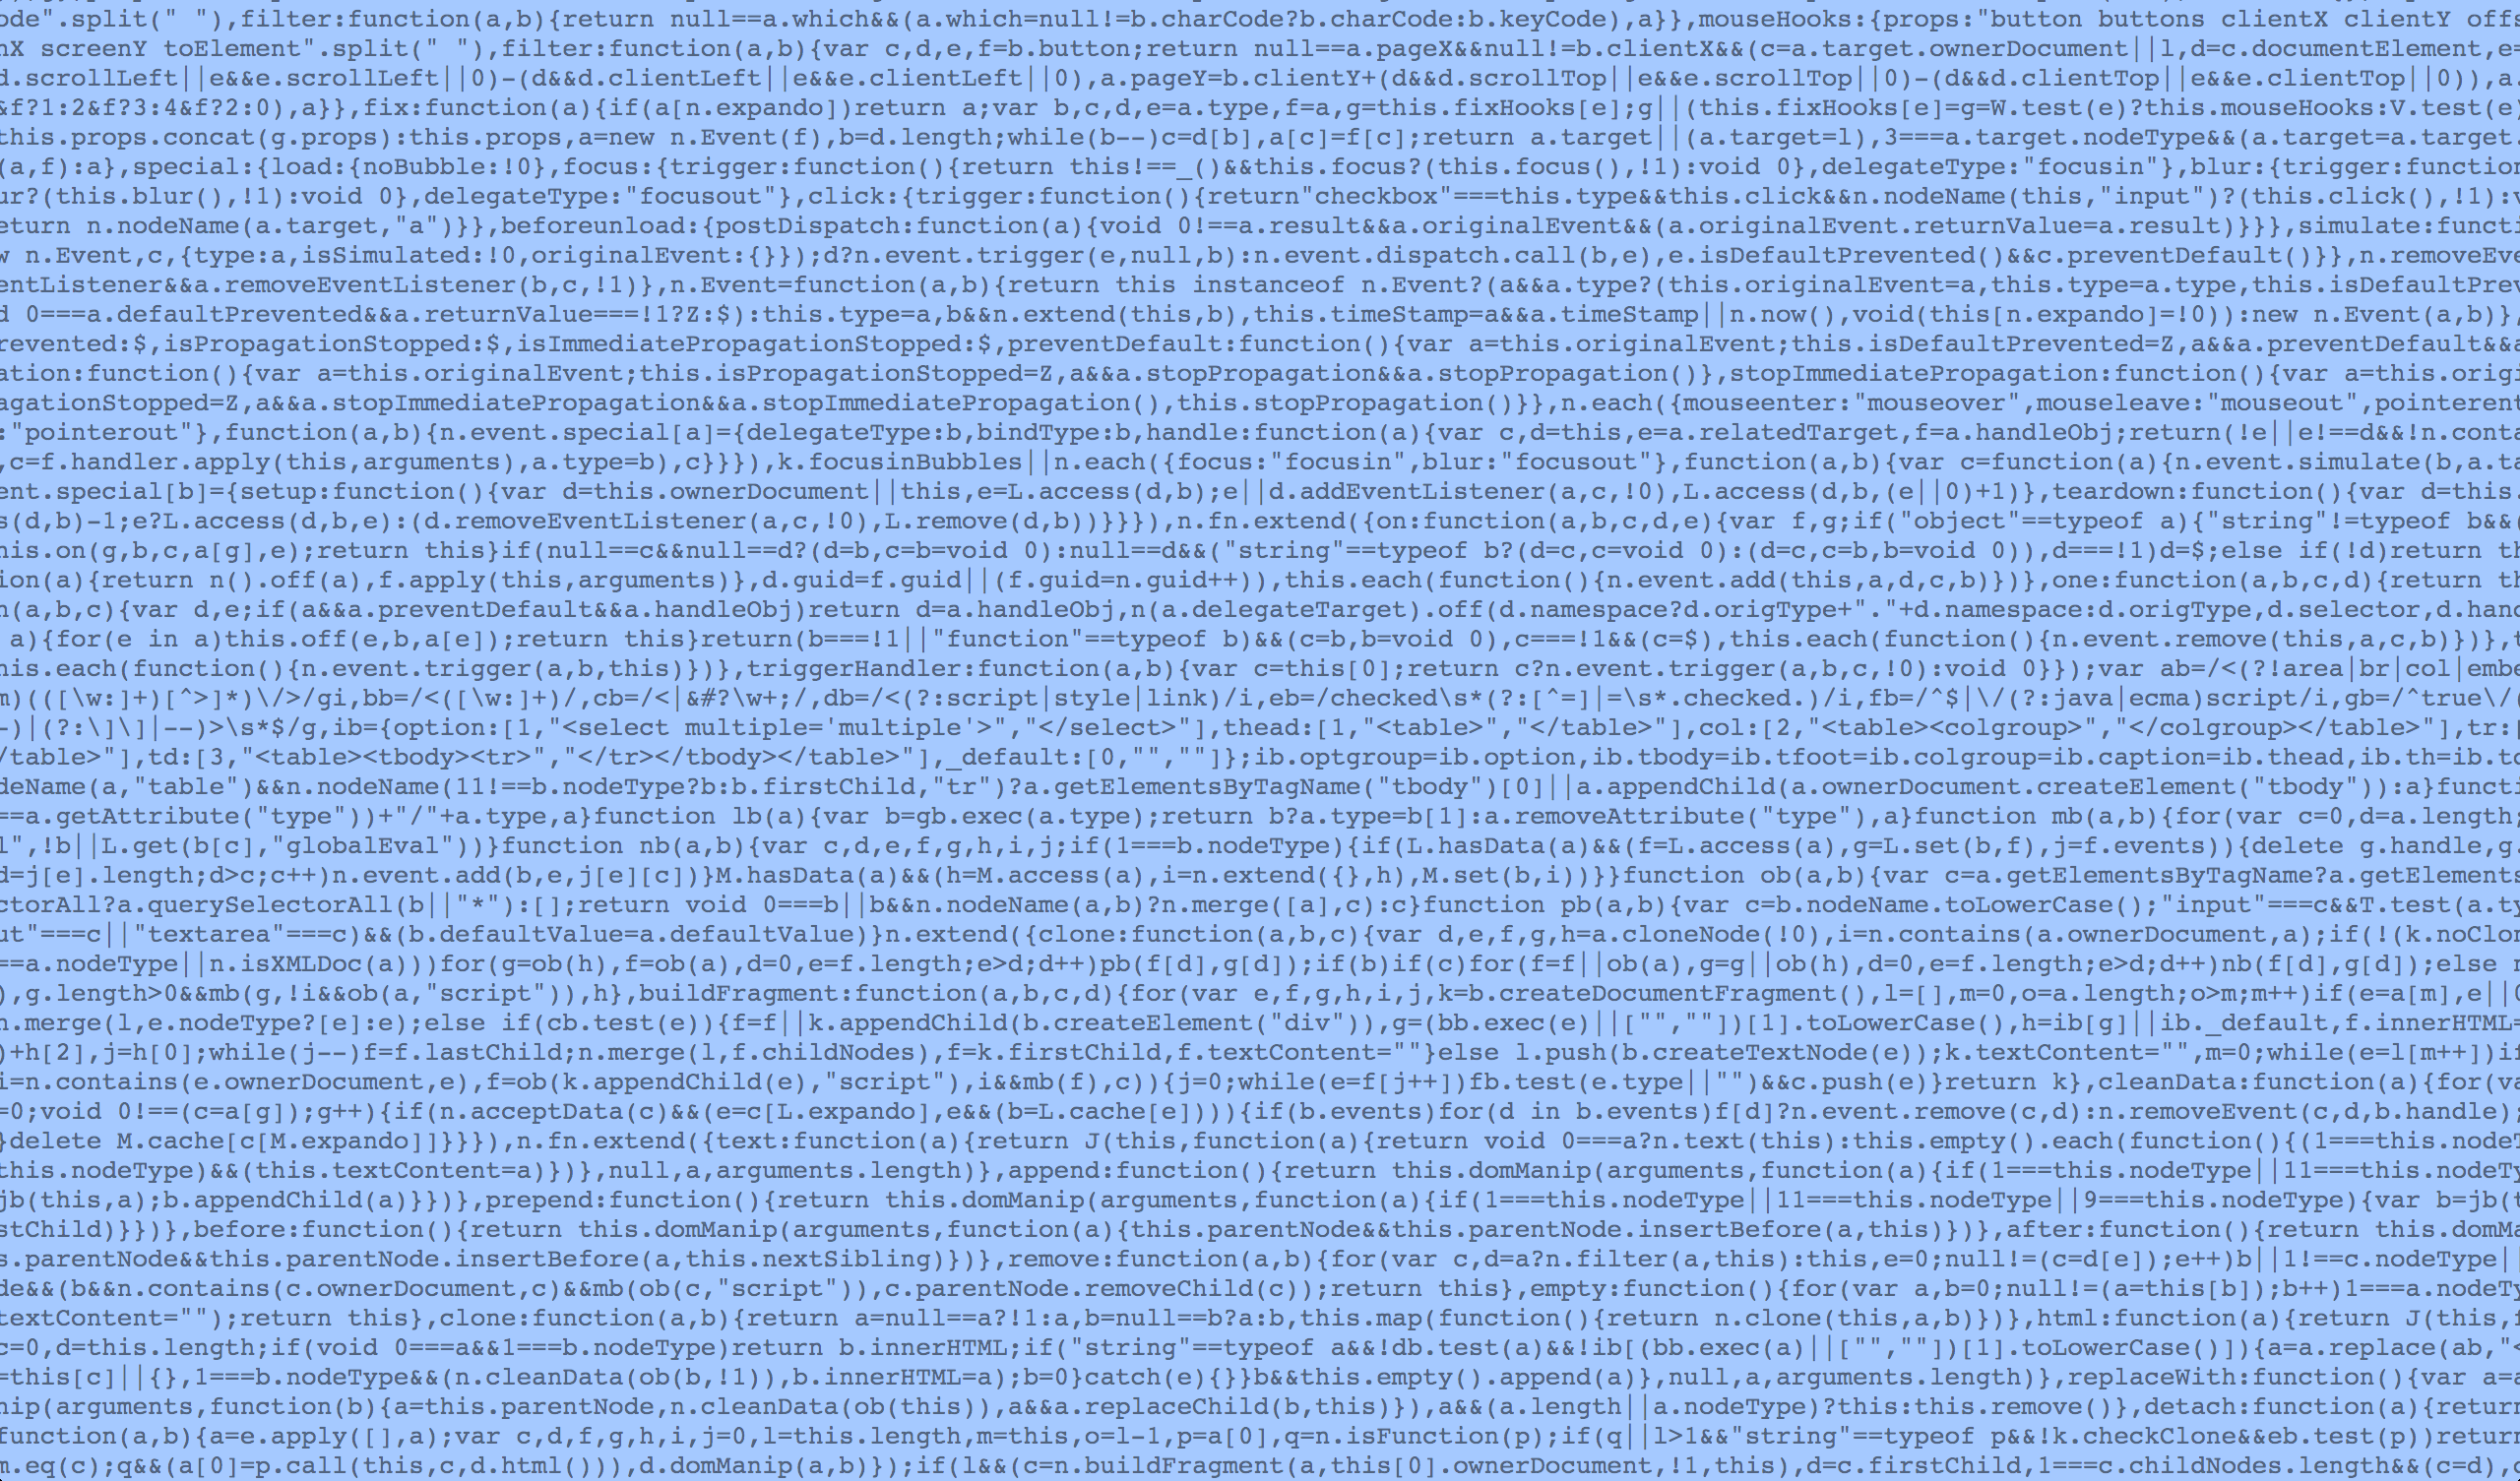 ode".split(" "),filter:function(a,b){return null==a.which&&(a.which=null!=b.charCode?b.charCode:b.keyCode),a}},mouseHooks:{props:"button buttons clientX clientY offs
nX screenY toElement".split(" "),filter:function(a,b){var c,d,e,f=b.button;return null==a.pageX&&null!=b.clientX&&(c=a.target.ownerDocument||l,d=c.documentElement,e=
d.scrollLeft||e&&e.scrollLeft||0)-(d&&d.clientLeft||e&&e.clientLeft||0),a.pageY=b.clientY+(d&&d.scrollTop||e&&e.scrollTop||0)-(d&&d.clientTop||e&&e.clientTop||0)),a.
&f?1:2&f?3:4&f?2:0),a}},fix:function(a){if(a[n.expando])return a;var b,c,d,e=a.type,f=a,g=this.fixHooks[e];g||(this.fixHooks[e]=g=W.test(e)?this.mouseHooks:V.test(e
this.props.concat(g.props):this.props,a=new n.Event(f),b=d.length;while(b--)c=d[b],a[c]=f[c];return a.target||(a.target=l),3===a.target.nodeType&&(a.target=a.target.
(a,f):a},special:{load:{noBubble:!0},focus:{trigger:function(){return this!==_()&&this.focus?(this.focus(),!1):void 0},delegateType:"focusin"},blur:{trigger:function
ur?(this.blur(),!1):void 0},delegateType:"focusout"},click:{trigger:function(){return"checkbox"===this.type&&this.click&&n.nodeName(this,"input")?(this.click(),!1):v
eturn n.nodeName(a.target,"a")}},beforeunload:{postDispatch:function(a){void 0!==a.result&&a.originalEvent&&(a.originalEvent.returnValue=a.result)}}},simulate:functi
w n.Event,c,{type:a,isSimulated:!0,originalEvent:{}});d?n.event.trigger(e,null,b):n.event.dispatch.call(b,e),e.isDefaultPrevented()&&c.preventDefault()}},n.removeEve
entListener&&a.removeEventListener(b,c,!1)},n.Event=function(a,b){return this instanceof n.Event?(a&&a.type?(this.originalEvent=a,this.type=a.type,this.isDefaultPrev
d 0===a.defaultPrevented&&a.returnValue===!1?Z:$):this.type=a,b&&n.extend(this,b),this.timeStamp=a&&a.timeStamp||n.now(),void(this[n.expando]=!0)):new n.Event(a,b)},
revented:$,isPropagationStopped:$,isImmediatePropagationStopped:$,preventDefault:function(){var a=this.originalEvent;this.isDefaultPrevented=Z,a&&a.preventDefault&&a
ation:function(){var a=this.originalEvent;this.isPropagationStopped=Z,a&&a.stopPropagation&&a.stopPropagation()},stopImmediatePropagation:function(){var a=this.origi
agationStopped=Z,a&&a.stopImmediatePropagation&&a.stopImmediatePropagation(),this.stopPropagation()}},n.each({mouseenter:"mouseover",mouseleave:"mouseout",pointerent
:"pointerout"},function(a,b){n.event.special[a]={delegateType:b,bindType:b,handle:function(a){var c,d=this,e=a.relatedTarget,f=a.handleObj;return(!e||e!==d&&!n.conta
,c=f.handler.apply(this,arguments),a.type=b),c}}}),k.focusinBubbles||n.each({focus:"focusin",blur:"focusout"},function(a,b){var c=function(a){n.event.simulate(b,a.ta
ent.special[b]={setup:function(){var d=this.ownerDocument||this,e=L.access(d,b);e||d.addEventListener(a,c,!0),L.access(d,b,(e||0)+1)},teardown:function(){var d=this.
s(d,b)-1;e?L.access(d,b,e):(d.removeEventListener(a,c,!0),L.remove(d,b))}}}),n.fn.extend({on:function(a,b,c,d,e){var f,g;if("object"==typeof a){"string"!=typeof b&&(
his.on(g,b,c,a[g],e);return this}if(null==c&&null==d?(d=b,c=b=void 0):null==d&&("string"==typeof b?(d=c,c=void 0):(d=c,c=b,b=void 0)),d===!1)d=$;else if(!d)return th
ion(a){return n().off(a),f.apply(this,arguments)},d.guid=f.guid||(f.guid=n.guid++)),this.each(function(){n.event.add(this,a,d,c,b)})},one:function(a,b,c,d){return th
n(a,b,c){var d,e;if(a&&a.preventDefault&&a.handleObj)return d=a.handleObj,n(a.delegateTarget).off(d.namespace?d.origType+"."+d.namespace:d.origType,d.selector,d.hand
 a){for(e in a)this.off(e,b,a[e]);return this}return(b===!1||"function"==typeof b)&&(c=b,b=void 0),c===!1&&(c=$),this.each(function(){n.event.remove(this,a,c,b)})},t
his.each(function(){n.event.trigger(a,b,this)})},triggerHandler:function(a,b){var c=this[0];return c?n.event.trigger(a,b,c,!0):void 0}});var ab=/<(?!area|br|col|embe
m)(([\w:]+)[^>]*)\/>/gi,bb=/<([\w:]+)/,cb=/<|&#?\w+;/,db=/<(?:script|style|link)/i,eb=/checked\s*(?:[^=]|=\s*.checked.)/i,fb=/^$|\/(?:java|ecma)script/i,gb=/^true\/(
-)|(?:\]\]|--)>\s*$/g,ib={option:[1,"<select multiple='multiple'>","</select>"],thead:[1,"<table>","</table>"],col:[2,"<table><colgroup>","</colgroup></table>"],tr:[
/table>"],td:[3,"<table><tbody><tr>","</tr></tbody></table>"],_default:[0,"",""]};ib.optgroup=ib.option,ib.tbody=ib.tfoot=ib.colgroup=ib.caption=ib.thead,ib.th=ib.to
deName(a,"table")&&n.nodeName(11!==b.nodeType?b:b.firstChild,"tr")?a.getElementsByTagName("tbody")[0]||a.appendChild(a.ownerDocument.createElement("tbody")):a}functi
==a.getAttribute("type"))+"/"+a.type,a}function lb(a){var b=gb.exec(a.type);return b?a.type=b[1]:a.removeAttribute("type"),a}function mb(a,b){for(var c=0,d=a.length;
l",!b||L.get(b[c],"globalEval"))}function nb(a,b){var c,d,e,f,g,h,i,j;if(1===b.nodeType){if(L.hasData(a)&&(f=L.access(a),g=L.set(b,f),j=f.events)){delete g.handle,g.
d=j[e].length;d>c;c++)n.event.add(b,e,j[e][c])}M.hasData(a)&&(h=M.access(a),i=n.extend({},h),M.set(b,i))}}function ob(a,b){var c=a.getElementsByTagName?a.getElements
ctorAll?a.querySelectorAll(b||"*"):[];return void 0===b||b&&n.nodeName(a,b)?n.merge([a],c):c}function pb(a,b){var c=b.nodeName.toLowerCase();"input"===c&&T.test(a.ty
ut"===c||"textarea"===c)&&(b.defaultValue=a.defaultValue)}n.extend({clone:function(a,b,c){var d,e,f,g,h=a.cloneNode(!0),i=n.contains(a.ownerDocument,a);if(!(k.noClon
==a.nodeType||n.isXMLDoc(a)))for(g=ob(h),f=ob(a),d=0,e=f.length;e>d;d++)pb(f[d],g[d]);if(b)if(c)for(f=f||ob(a),g=g||ob(h),d=0,e=f.length;e>d;d++)nb(f[d],g[d]);else n
),g.length>0&&mb(g,!i&&ob(a,"script")),h},buildFragment:function(a,b,c,d){for(var e,f,g,h,i,j,k=b.createDocumentFragment(),l=[],m=0,o=a.length;o>m;m++)if(e=a[m],e||0
n.merge(l,e.nodeType?[e]:e);else if(cb.test(e)){f=f||k.appendChild(b.createElement("div")),g=(bb.exec(e)||["",""])[1].toLowerCase(),h=ib[g]||ib._default,f.innerHTML=
)+h[2],j=h[0];while(j--)f=f.lastChild;n.merge(l,f.childNodes),f=k.firstChild,f.textContent=""}else l.push(b.createTextNode(e));k.textContent="",m=0;while(e=l[m++])if
i=n.contains(e.ownerDocument,e),f=ob(k.appendChild(e),"script"),i&&mb(f),c)){j=0;while(e=f[j++])fb.test(e.type||"")&&c.push(e)}return k},cleanData:function(a){for(va
=0;void 0!==(c=a[g]);g++){if(n.acceptData(c)&&(e=c[L.expando],e&&(b=L.cache[e]))){if(b.events)for(d in b.events)f[d]?n.event.remove(c,d):n.removeEvent(c,d,b.handle);
}delete M.cache[c[M.expando]]}}}),n.fn.extend({text:function(a){return J(this,function(a){return void 0===a?n.text(this):this.empty().each(function(){(1===this.nodeT
this.nodeType)&&(this.textContent=a)})},null,a,arguments.length)},append:function(){return this.domManip(arguments,function(a){if(1===this.nodeType||11===this.nodeTy
jb(this,a);b.appendChild(a)}})},prepend:function(){return this.domManip(arguments,function(a){if(1===this.nodeType||11===this.nodeType||9===this.nodeType){var b=jb(t
stChild)}})},before:function(){return this.domManip(arguments,function(a){this.parentNode&&this.parentNode.insertBefore(a,this)})},after:function(){return this.domMa
s.parentNode&&this.parentNode.insertBefore(a,this.nextSibling)})},remove:function(a,b){for(var c,d=a?n.filter(a,this):this,e=0;null!=(c=d[e]);e++)b||1!==c.nodeType||
de&&(b&&n.contains(c.ownerDocument,c)&&mb(ob(c,"script")),c.parentNode.removeChild(c));return this},empty:function(){for(var a,b=0;null!=(a=this[b]);b++)1===a.nodeTy
textContent="");return this},clone:function(a,b){return a=null==a?!1:a,b=null==b?a:b,this.map(function(){return n.clone(this,a,b)})},html:function(a){return J(this,f
c=0,d=this.length;if(void 0===a&&1===b.nodeType)return b.innerHTML;if("string"==typeof a&&!db.test(a)&&!ib[(bb.exec(a)||["",""])[1].toLowerCase()]){a=a.replace(ab,"<
=this[c]||{},1===b.nodeType&&(n.cleanData(ob(b,!1)),b.innerHTML=a);b=0}catch(e){}}b&&this.empty().append(a)},null,a,arguments.length)},replaceWith:function(){var a=a
nip(arguments,function(b){a=this.parentNode,n.cleanData(ob(this)),a&&a.replaceChild(b,this)}),a&&(a.length||a.nodeType)?this:this.remove()},detach:function(a){return
function(a,b){a=e.apply([],a);var c,d,f,g,h,i,j=0,l=this.length,m=this,o=l-1,p=a[0],q=n.isFunction(p);if(q||l>1&&"string"==typeof p&&!k.checkClone&&eb.test(p))return
m.eq(c);q&&(a[0]=p.call(this,c,d.html())),d.domManip(a,b)});if(l&&(c=n.buildFragment(a,this[0].ownerDocument,!1,this),d=c.firstChild,1===c.childNodes.length&&(c=d),